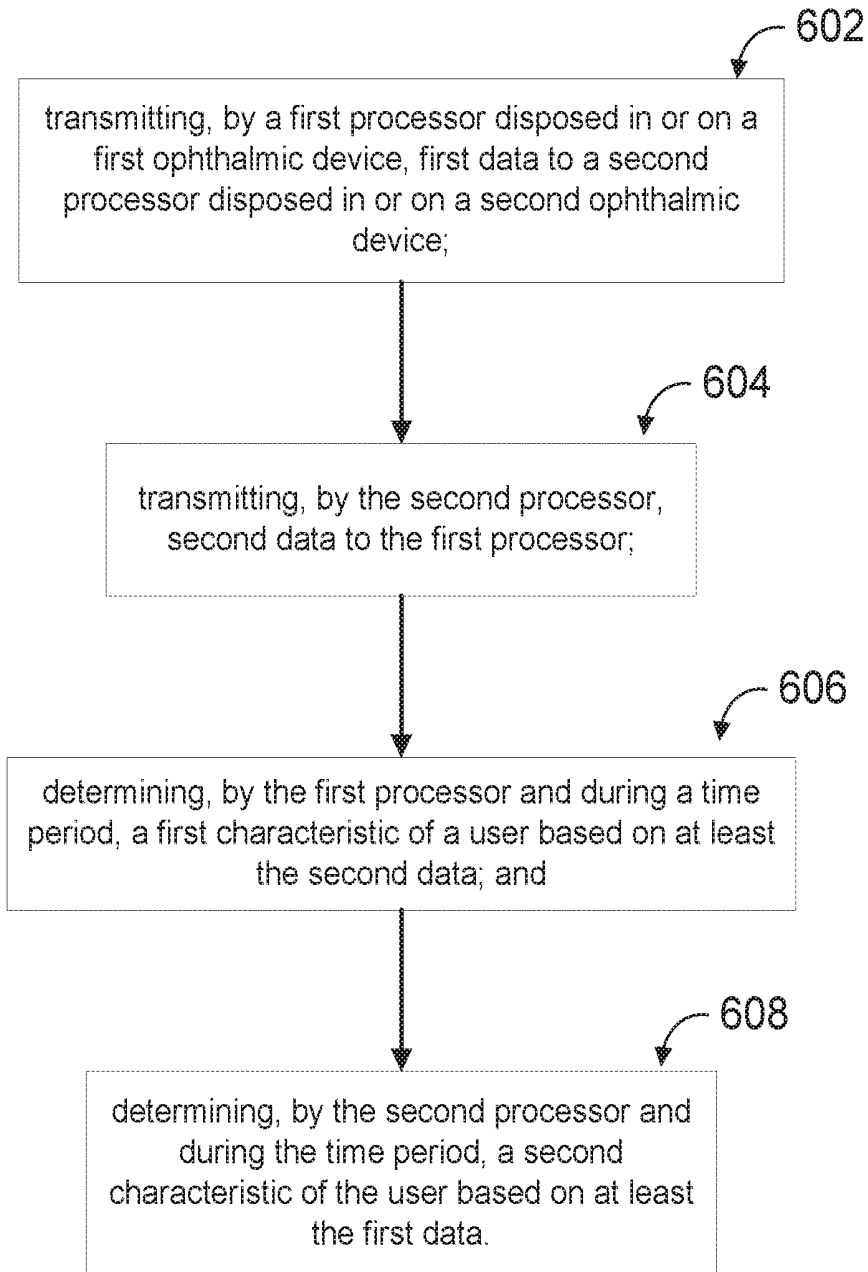 602
transmitting, by a first processor disposed in or on a
first ophthalmic device, first data to a second
processor disposed in or on a second ophthalmic
device;
604
transmitting, by the second processor,
second data to the first processor;
606
determining, by the first processor and during a time
period, a first characteristic of a user based on at least
the second data; and
608
determining, by the second processor and
during the time period, a second
characteristic of the user based on at least
the first data.